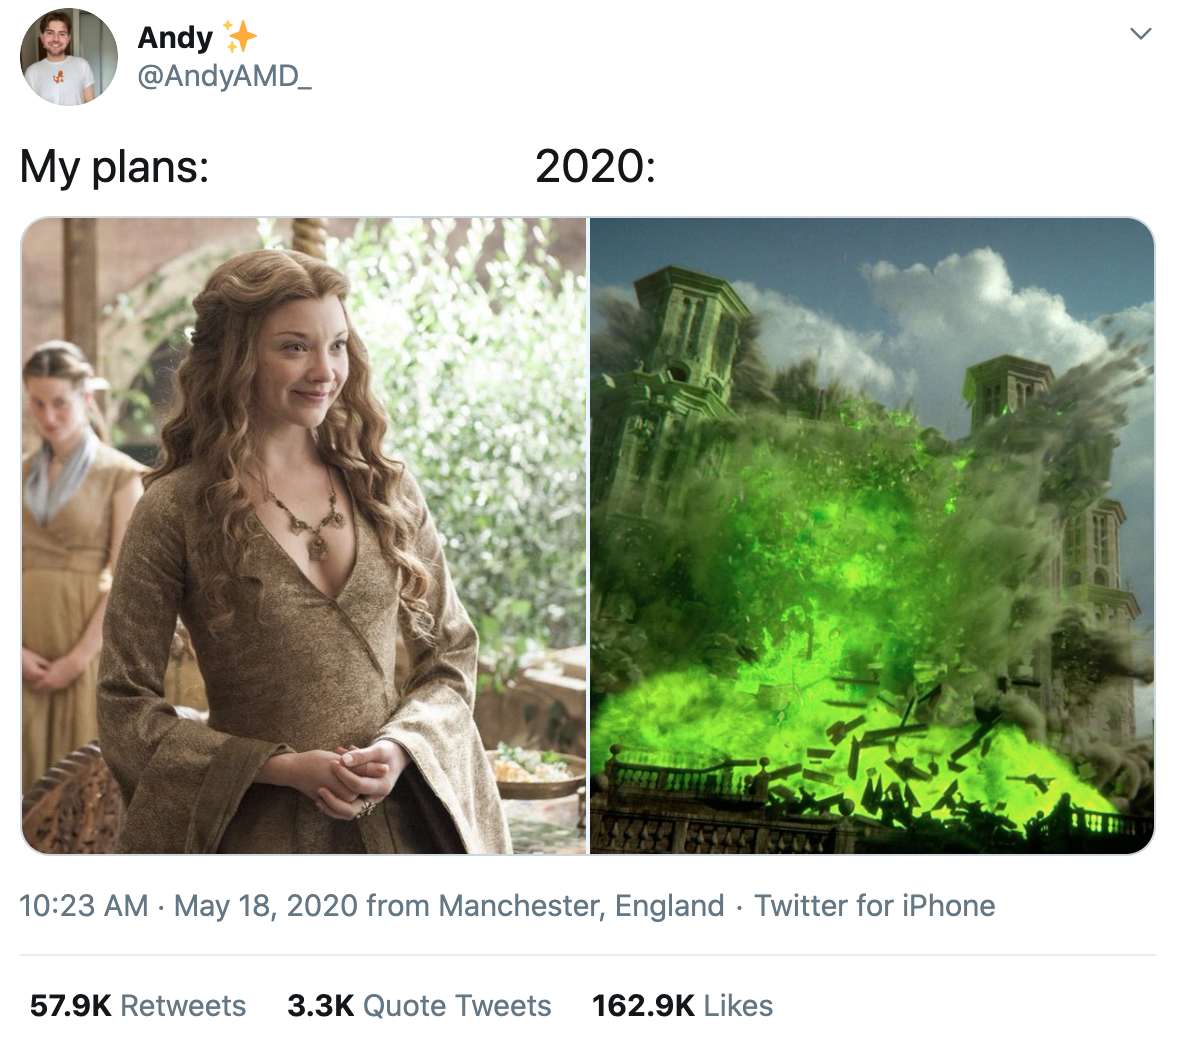 Andy ✨
@AndyAMD_
My plans: 2020:
10:23 AM · May 18, 2020 from Manchester, England · Twitter for iPhone
57.9K Retweets 3.3K Quote Tweets 162.9K Likes